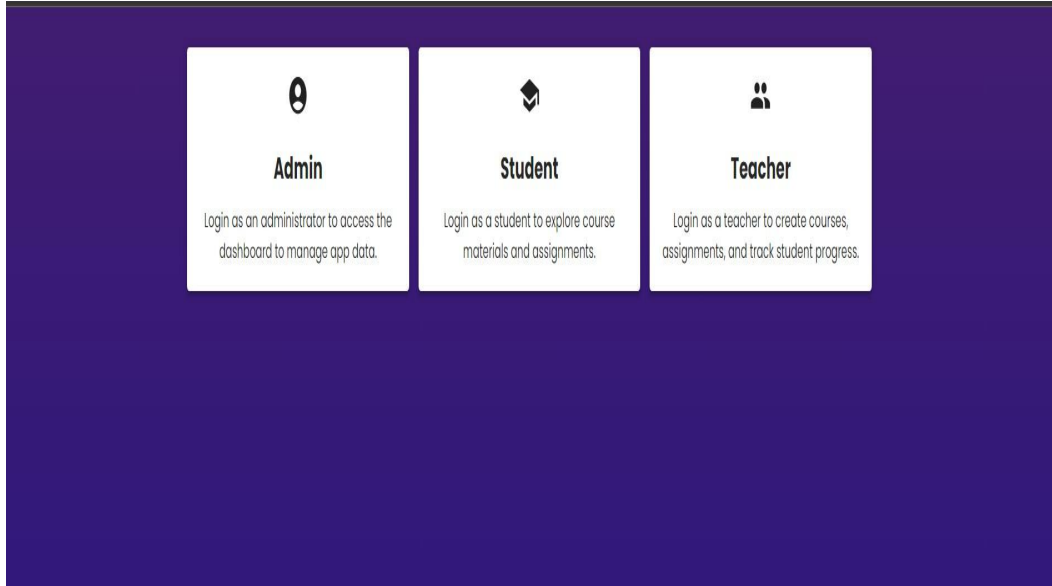 Admin
Login as an administrator to access the
dashboard to manage app data.
Student
Login as a student to explore course
materials and assignments.
Teacher
Login as a teacher to create courses,
assignments, and track student progress.